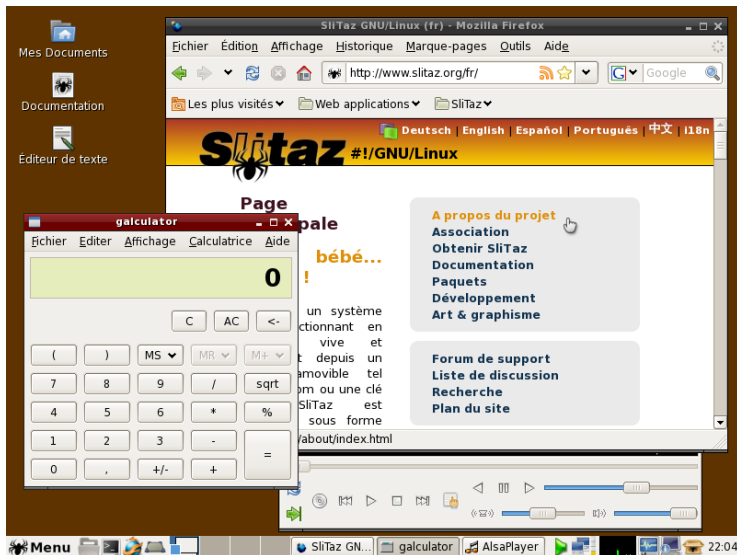 Mes Documents
Documentation
Éditeur de texte
SliTaz GNU/Linux (fr) - Mozilla Firefox
Fichier Édition Affichage Historique Marque-pages Outils Aide
http://www.slitaz.org/fr/
G Google
Les plus visités Web applications SliTaz
Deutsch | English | Español | Português | 中文 | i18n
SLitaz #!/GNU/Linux
Page
pale
bébé...
!
un système
ctionnant en
vive et
t depuis un
amovible tel
om ou une clé
SliTaz est
sous forme
A propos du projet
Association
Obtenir SliTaz
Documentation
Paquets
Développement
Art & graphisme
Forum de support
Liste de discussion
Recherche
Plan du site
/about/index.html
galculator
Fichier Editer Affichage Calculatrice Aide
0
C AC <-
( ) MS MR M+
7 8 9 / sqrt
4 5 6 * %
1 2 3 - =
0 , +/- +
Menu SliTaz GN... galculator AlsaPlayer 22:04